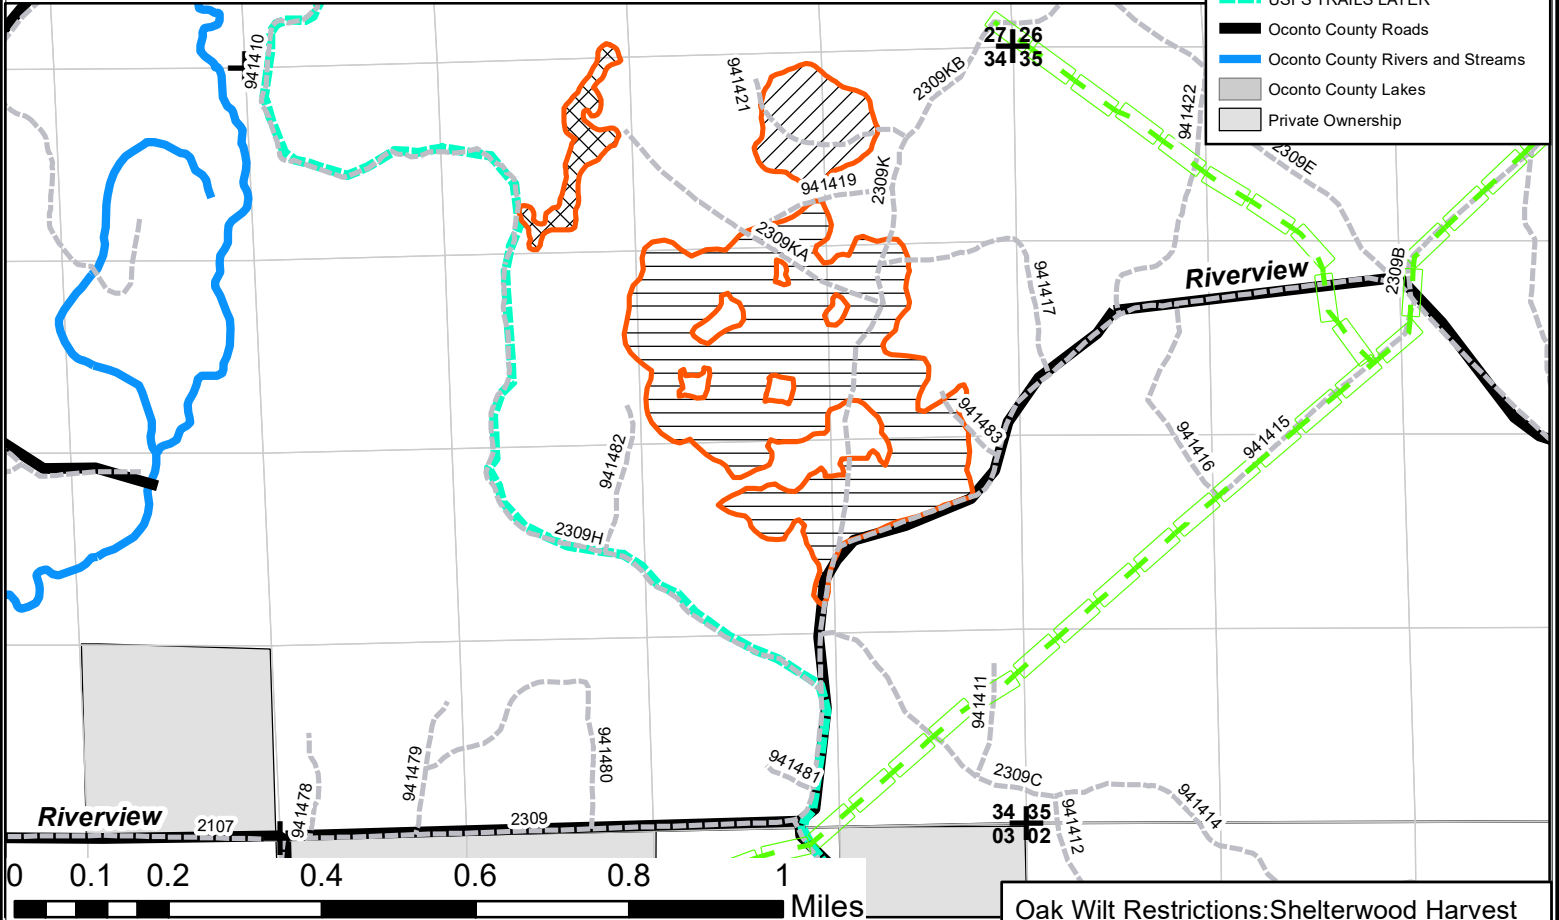 USFS TRAILS LAYER
Oconto County Roads
Oconto County Rivers and Streams
Oconto County Lakes
Private Ownership
27 26
34 35
941410
941421
2309KB
941422
2309E
941419
2309K
2309KA
2309B
941417
Riverview
941483
941482
941416
941415
2309H
941411
941481
2309C
941414
941412
941480
941479
941478
Riverview
2107
2309
34 35
03 02
0 0.1 0.2 0.4 0.6 0.8 1
Miles
Oak Wilt Restrictions:Shelterwood Harvest